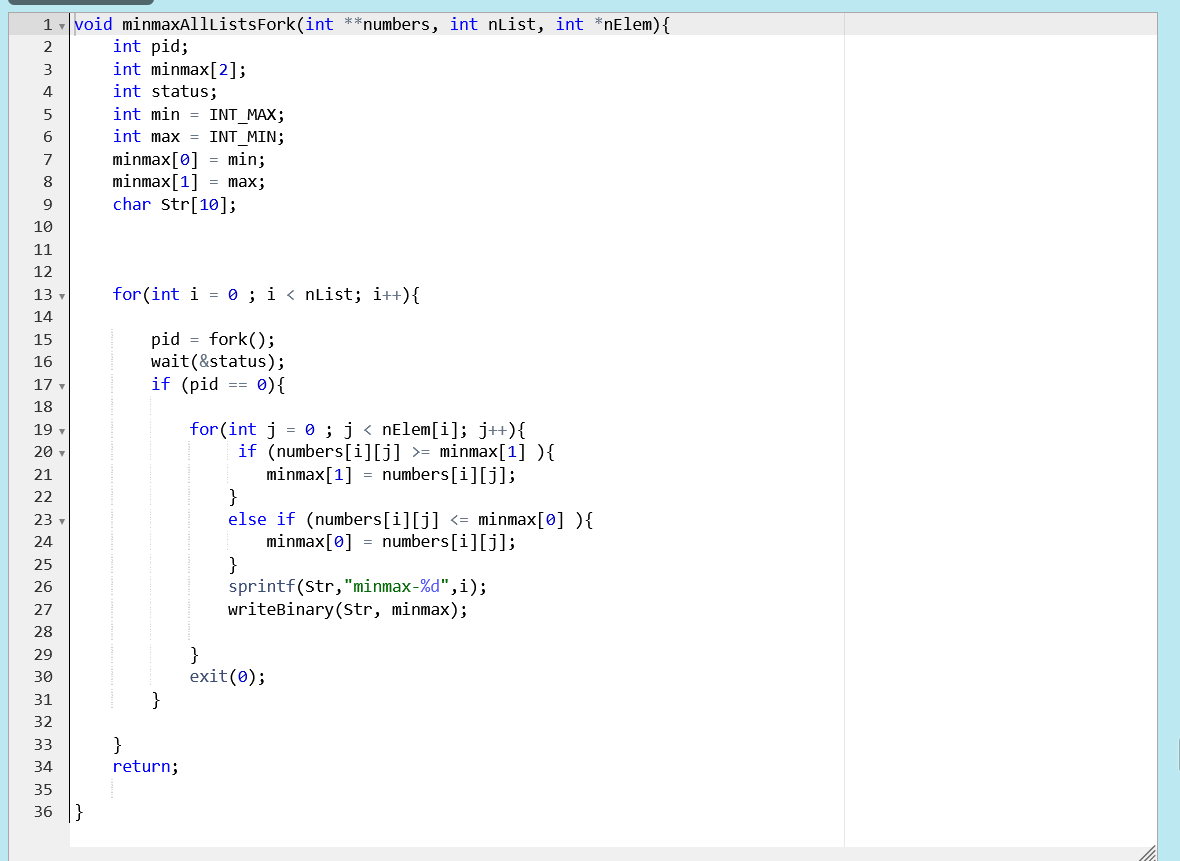 1 void minmaxAllListsFork(int **numbers, int nList, int *nElem){
2     int pid;
3     int minmax[2];
4     int status;
5     int min = INT_MAX;
6     int max = INT_MIN;
7     minmax[0] = min;
8     minmax[1] = max;
9     char Str[10];
10
11
12
13     for(int i = 0 ; i < nList; i++){
14
15         pid = fork();
16         wait(&status);
17         if (pid == 0){
18
19             for(int j = 0 ; j < nElem[i]; j++){
20                  if (numbers[i][j] >= minmax[1] ){
21                     minmax[1] = numbers[i][j];
22                 }
23                 else if (numbers[i][j] <= minmax[0] ){
24                     minmax[0] = numbers[i][j];
25                 }
26                 sprintf(Str,"minmax-%d",i);
27                 writeBinary(Str, minmax);
28
29             }
30             exit(0);
31         }
32
33     }
34     return;
35
36 }